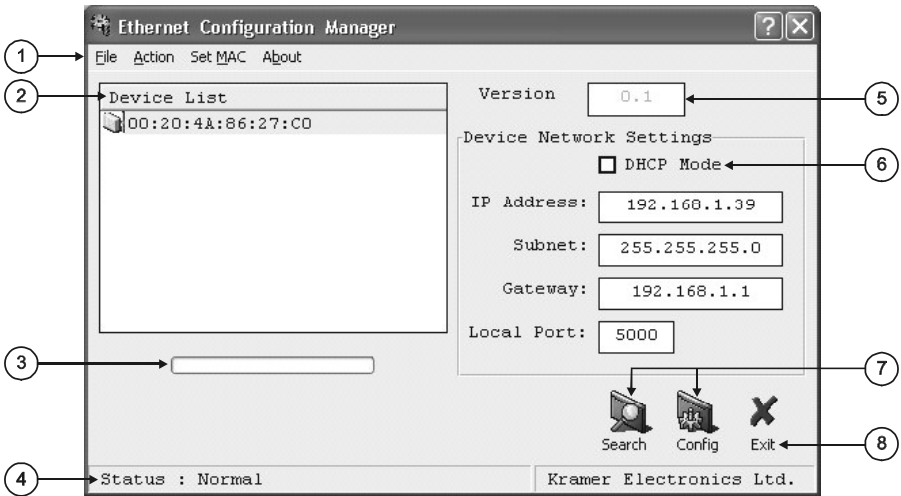 Ethernet Configuration Manager
1
File Action Set MAC About
2
Device List
Version 0.1
5
00:20:4A:86:27:C0
Device Network Settings
DHCP Mode
6
IP Address: 192.168.1.39
Subnet: 255.255.255.0
Gateway: 192.168.1.1
Local Port: 5000
3
7
Search Config Exit
8
4
Status : Normal
Kramer Electronics Ltd.